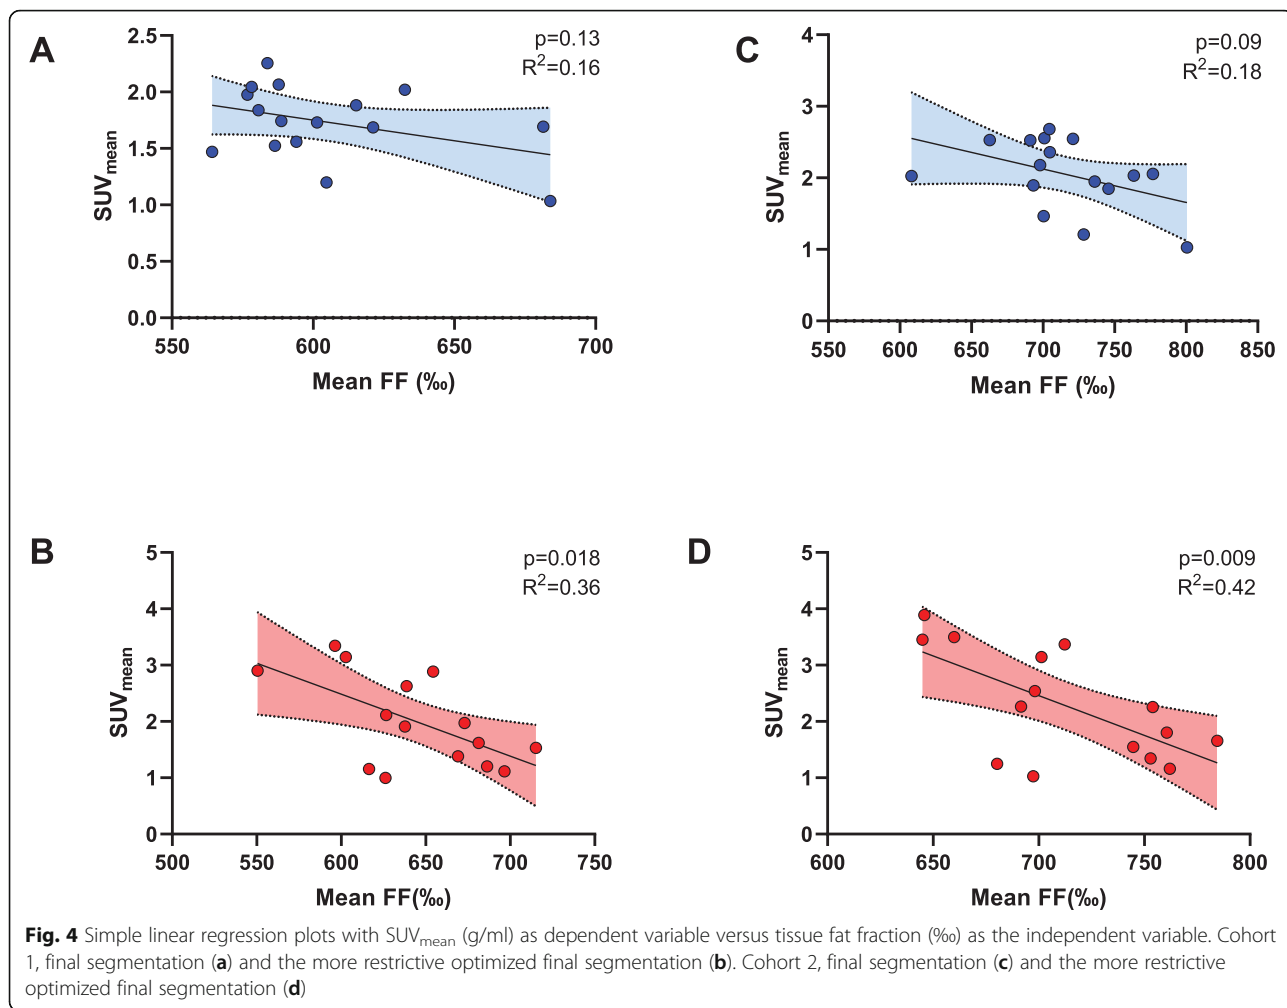 A
p=0.13
R²=0.16
SUVmean
2.5
2.0
1.5
1.0
0.5
0.0
550 600 650 700
Mean FF (‰)
C
p=0.09
R²=0.18
SUVmean
4
3
2
1
0
550 600 650 700 750 800 850
Mean FF (‰)
B
p=0.018
R²=0.36
SUVmean
5
4
3
2
1
0
500 550 600 650 700 750
Mean FF(‰)
D
p=0.009
R²=0.42
SUVmean
5
4
3
2
1
0
600 650 700 750 800
Mean FF(‰)
Fig. 4 Simple linear regression plots with SUVmean (g/ml) as dependent variable versus tissue fat fraction (‰) as the independent variable. Cohort
1, final segmentation (a) and the more restrictive optimized final segmentation (b). Cohort 2, final segmentation (c) and the more restrictive
optimized final segmentation (d)